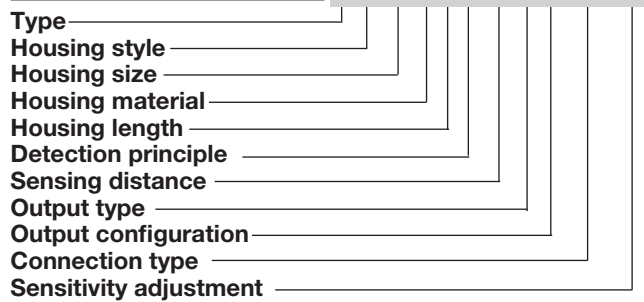 Type
Housing style
Housing size
Housing material
Housing length
Detection principle
Sensing distance
Output type
Output configuration
Connection type
Sensitivity adjustment